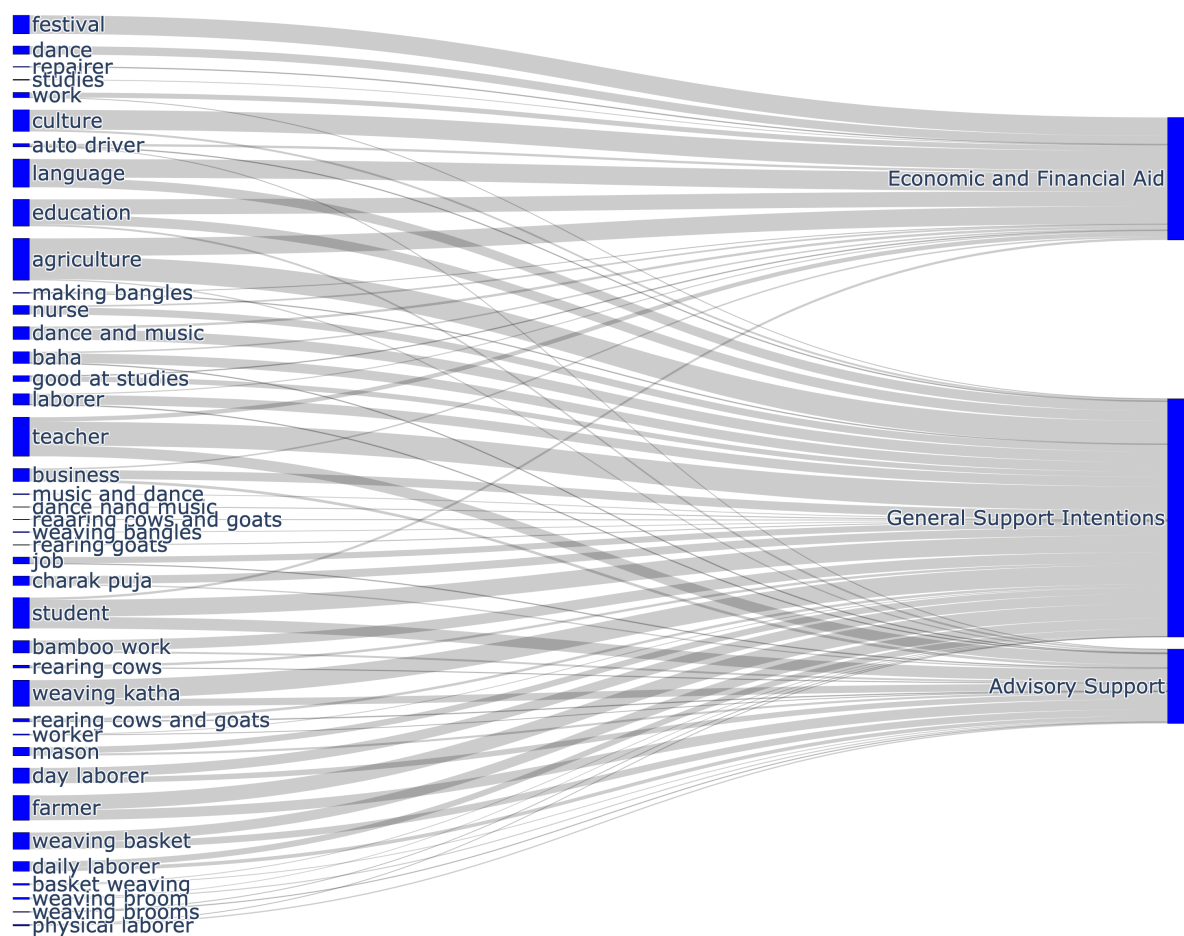 festival
dance
repairer
studies
work
culture
auto driver
language
education
agriculture
making bangles
nurse
dance and music
baha
good at studies
laborer
teacher
business
music and dance
dance nand music
reaaring cows and goats
weaving bangles
rearing goats
job
charak puja
student
bamboo work
rearing cows
weaving katha
rearing cows and goats
worker
mason
day laborer
farmer
weaving basket
daily laborer
basket weaving
weaving broom
weaving brooms
physical laborer
Economic and Financial Aid
General Support Intentions
Advisory Support